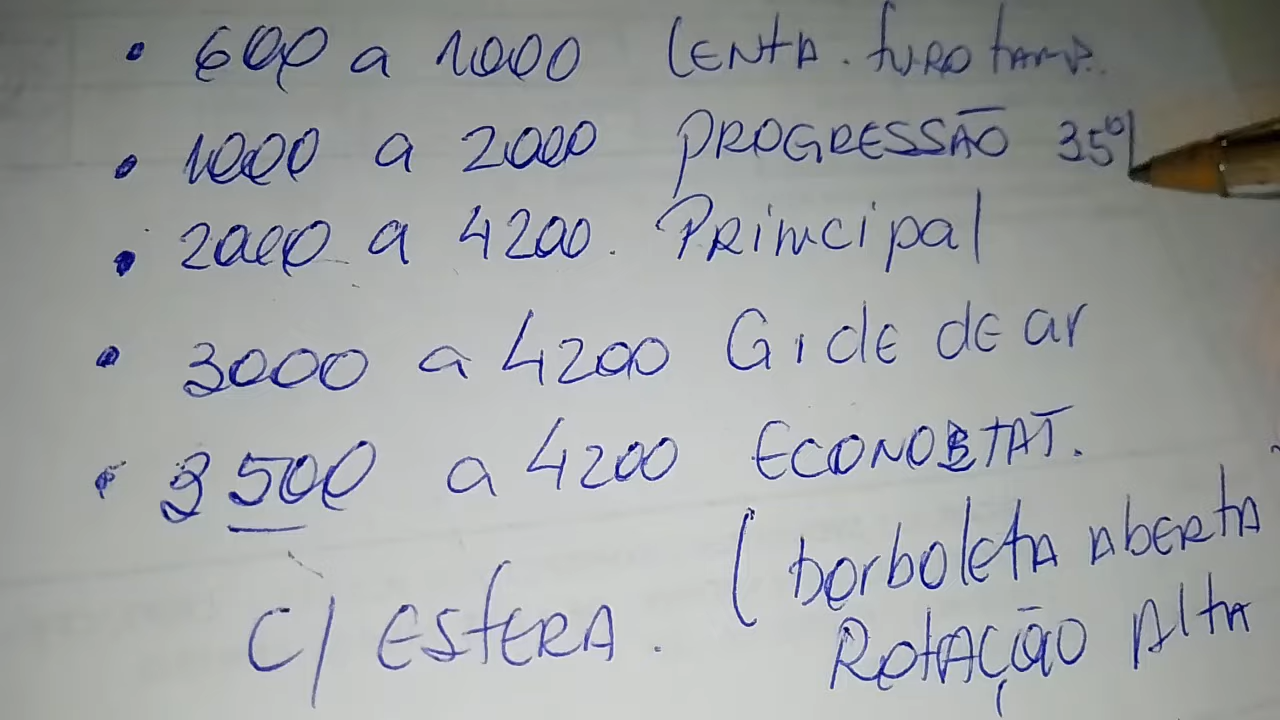 • 600 a 1000 LENTA. furo tamp.
• 1000 a 2000 PROGRESSÃO 35%
• 2000 a 4200. Principal
• 3000 a 4200 GiclE DE ar
• 3500 a 4200 ECONOSTAT.
(borboleta ABERTA
C/ ESfERA.
ROtAÇÃO Alta